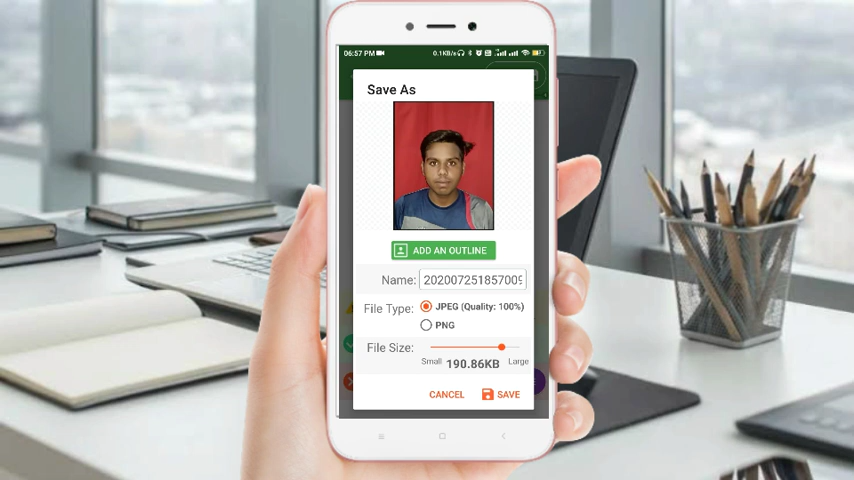 06:57 PM
0.1KB/s
Save As
ADD AN OUTLINE
Name: 202007251857009
File Type: JPEG (Quality: 100%)
PNG
File Size:
Small 190.86KB Large
CANCEL SAVE